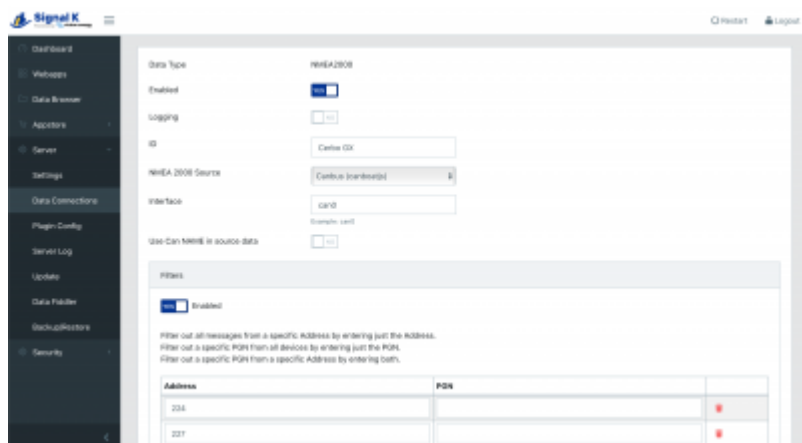 Signal K
Restart
Logout
Dashboard
Webapps
Data Browser
Appstore
Server
Settings
Data Connections
Plugin Config
Server Log
Update
Data Fiddler
Backup/Restore
Security
Data Type NMEA2000
Enabled YES
Logging NO
ID Cerbo GX
NMEA 2000 Source Canbus (canboatjs)
Interface can0
Example: can0
Use Can NAME in source data NO
Filters
YES Enabled
Filter out all messages from a specific Address by entering just the Address.
Filter out a specific PGN from all devices by entering just the PGN.
Filter out a specific PGN from a specific Address by entering both.
Address PGN
224
227